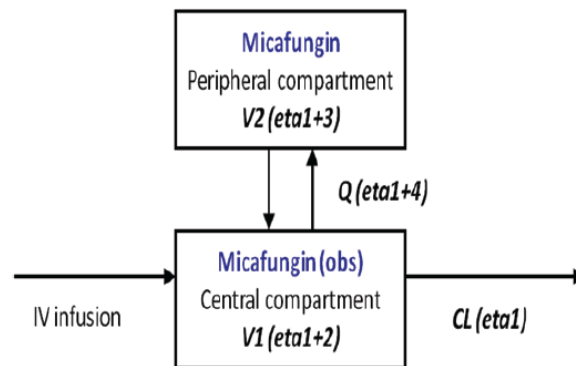 Micafungin
Peripheral compartment
V2 (eta1+3)
Q (eta1+4)
Micafungin (obs)
Central compartment
V1 (eta1+2)
IV infusion
CL (eta1)